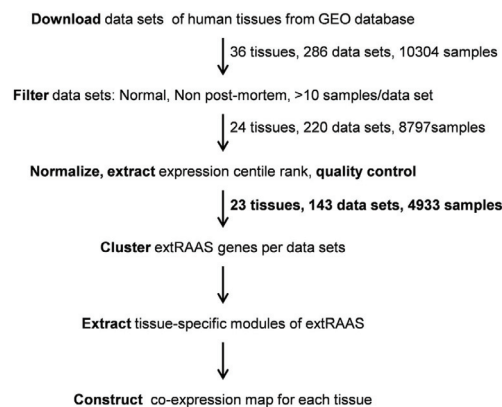 Download data sets of human tissues from GEO database
36 tissues, 286 data sets, 10304 samples
Filter data sets: Normal, Non post-mortem, >10 samples/data set
24 tissues, 220 data sets, 8797samples
Normalize, extract expression centile rank, quality control
23 tissues, 143 data sets, 4933 samples
Cluster extRAAS genes per data sets
Extract tissue-specific modules of extRAAS
Construct co-expression map for each tissue